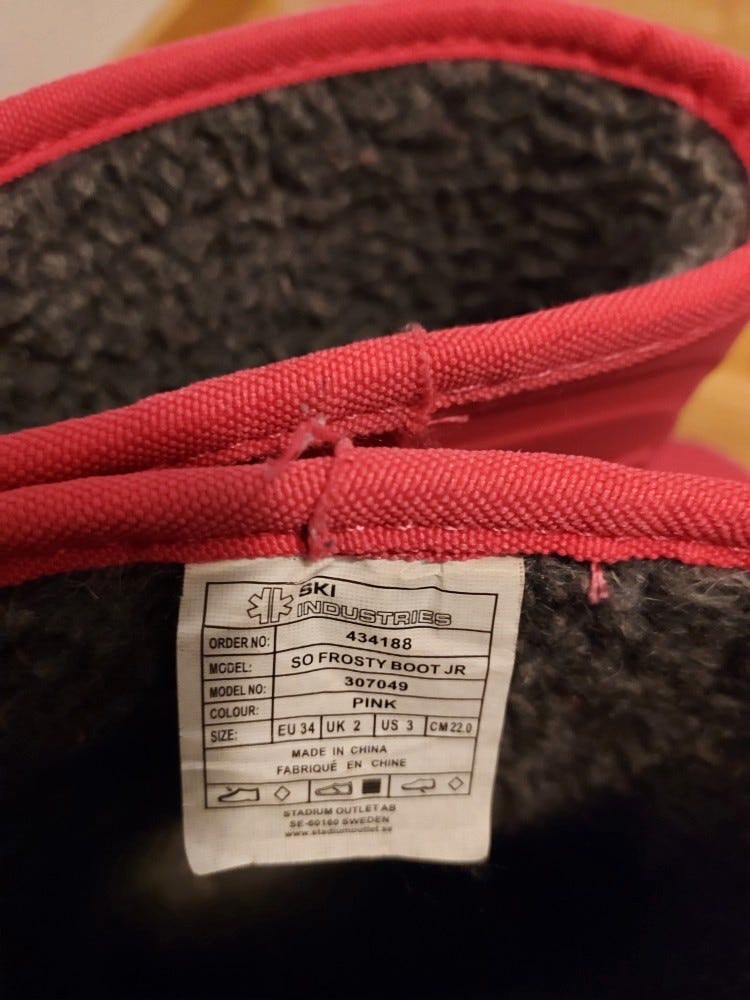 SKI
INDUSTRIES
ORDER NO: 434188
MODEL: SO FROSTY BOOT JR
MODEL NO: 307049
COLOUR: PINK
SIZE: EU 34 UK 2 US 3 CM 22.0
MADE IN CHINA
FABRIQUÉ EN CHINE
STADIUM OUTLET AB
SE-60160 SWEDEN
www.stadiumoutlet.se